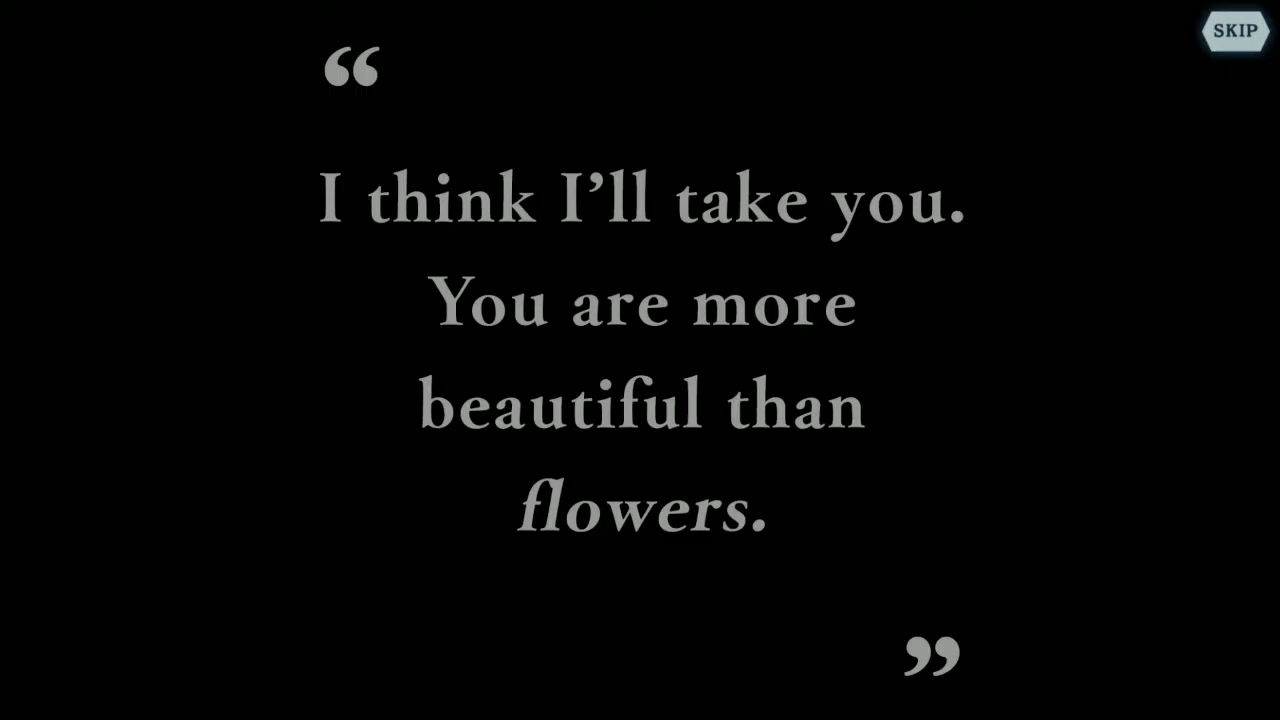 SKIP
“
I think I’ll take you.
You are more
beautiful than
flowers.
”